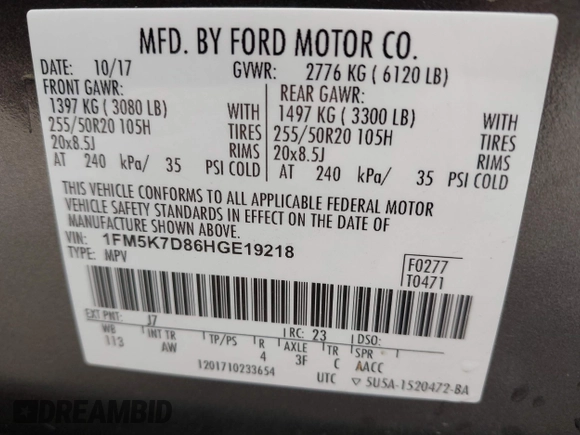 MFD. BY FORD MOTOR CO.
DATE: 10/17 GVWR: 2776 KG ( 6120 LB)
FRONT GAWR: REAR GAWR:
1397 KG ( 3080 LB) WITH 1497 KG ( 3300 LB) WITH
255/50R20 105H TIRES 255/50R20 105H TIRES
20x8.5J RIMS 20x8.5J RIMS
AT 240 kPa/ 35 PSI COLD AT 240 kPa/ 35 PSI COLD
THIS VEHICLE CONFORMS TO ALL APPLICABLE FEDERAL MOTOR
VEHICLE SAFETY STANDARDS IN EFFECT ON THE DATE OF
MANUFACTURE SHOWN ABOVE.
VIN: 1FM5K7D86HGE19218
TYPE: MPV
F0277
T0471
EXT PNT: J7 RC: 23 DSO:
WB INT TR TP/PS R AXLE TR SPR
113 AW 4 3F C AACC
1201710233654 UTC ▽ SU5A-1520472-BA
DREAMBID